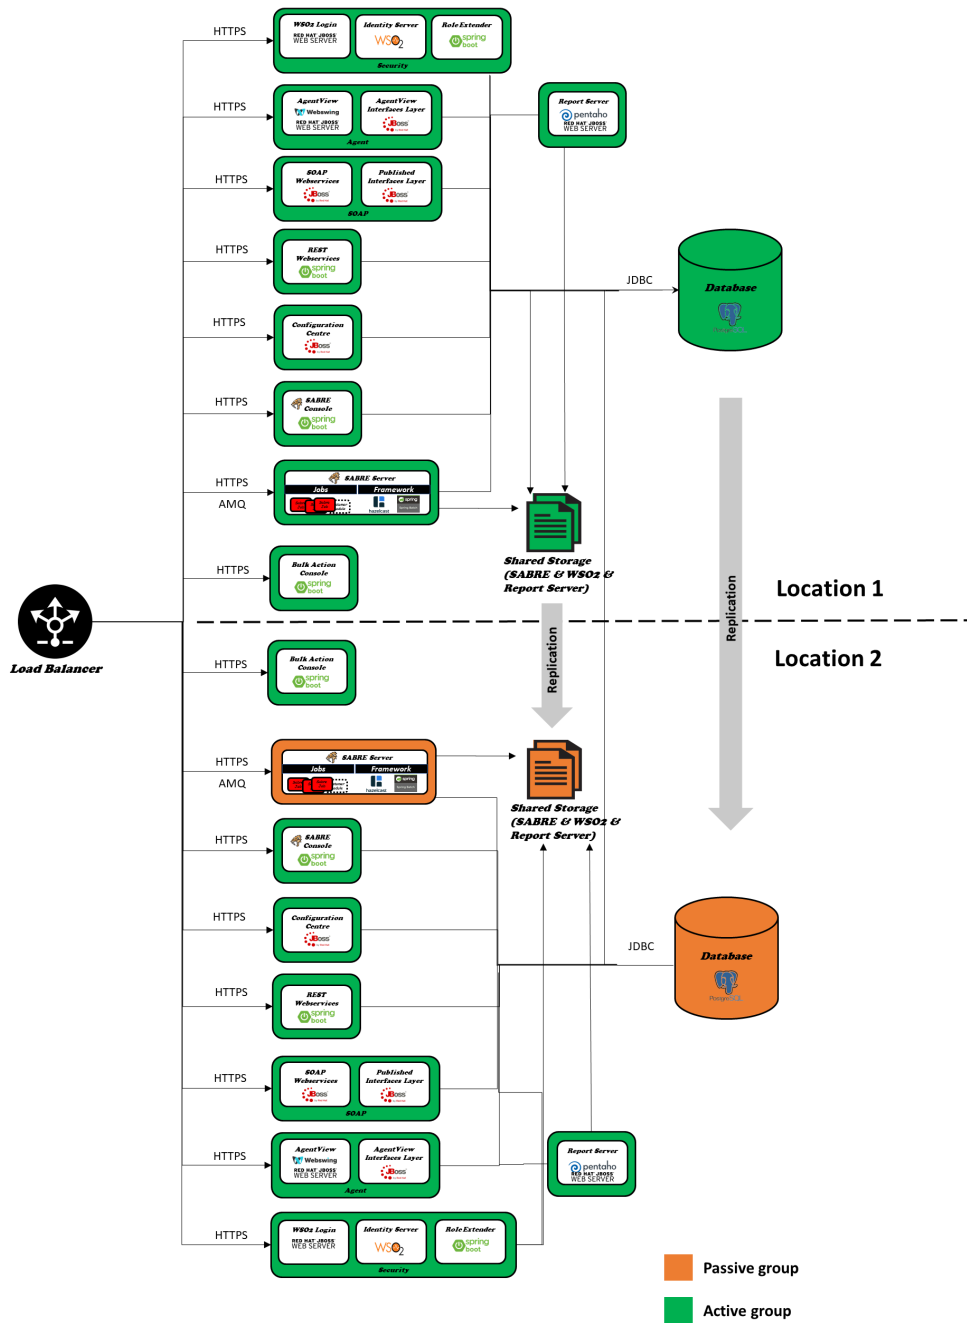 HTTPS
WSO2 Login
RED HAT JBOSS
WEB SERVER
Identity Server
WSO2
Role Extender
spring
boot
Security
HTTPS
AgentView
Webswing
RED HAT JBOSS
WEB SERVER
AgentView
Interfaces Layer
JBoss
Agent
Report Server
pentaho
RED HAT JBOSS
WEB SERVER
HTTPS
SOAP
Webservices
JBoss
Published
Interfaces Layer
JBoss
SOAP
HTTPS
REST
Webservices
spring
boot
JDBC
Database
PostgreSQL
HTTPS
Configuration
Centre
JBoss
HTTPS
SABRE
Console
spring
boot
HTTPS
AMQ
SABRE Server
Jobs
Framework
hazelcast
spring
Spring Batch
Shared Storage
(SABRE & WSO2 &
Report Server)
HTTPS
Bulk Action
Console
spring
boot
Replication
Replication
Location 1
Load Balancer
Location 2
HTTPS
Bulk Action
Console
spring
boot
HTTPS
AMQ
SABRE Server
Jobs
Framework
hazelcast
spring
Spring Batch
Shared Storage
(SABRE & WSO2 &
Report Server)
HTTPS
SABRE
Console
spring
boot
HTTPS
Configuration
Centre
JBoss
JDBC
Database
PostgreSQL
HTTPS
REST
Webservices
spring
boot
HTTPS
SOAP
Webservices
JBoss
Published
Interfaces Layer
JBoss
SOAP
HTTPS
AgentView
Webswing
RED HAT JBOSS
WEB SERVER
AgentView
Interfaces Layer
JBoss
Agent
Report Server
pentaho
RED HAT JBOSS
WEB SERVER
HTTPS
WSO2 Login
RED HAT JBOSS
WEB SERVER
Identity Server
WSO2
Role Extender
spring
boot
Security
Passive group
Active group